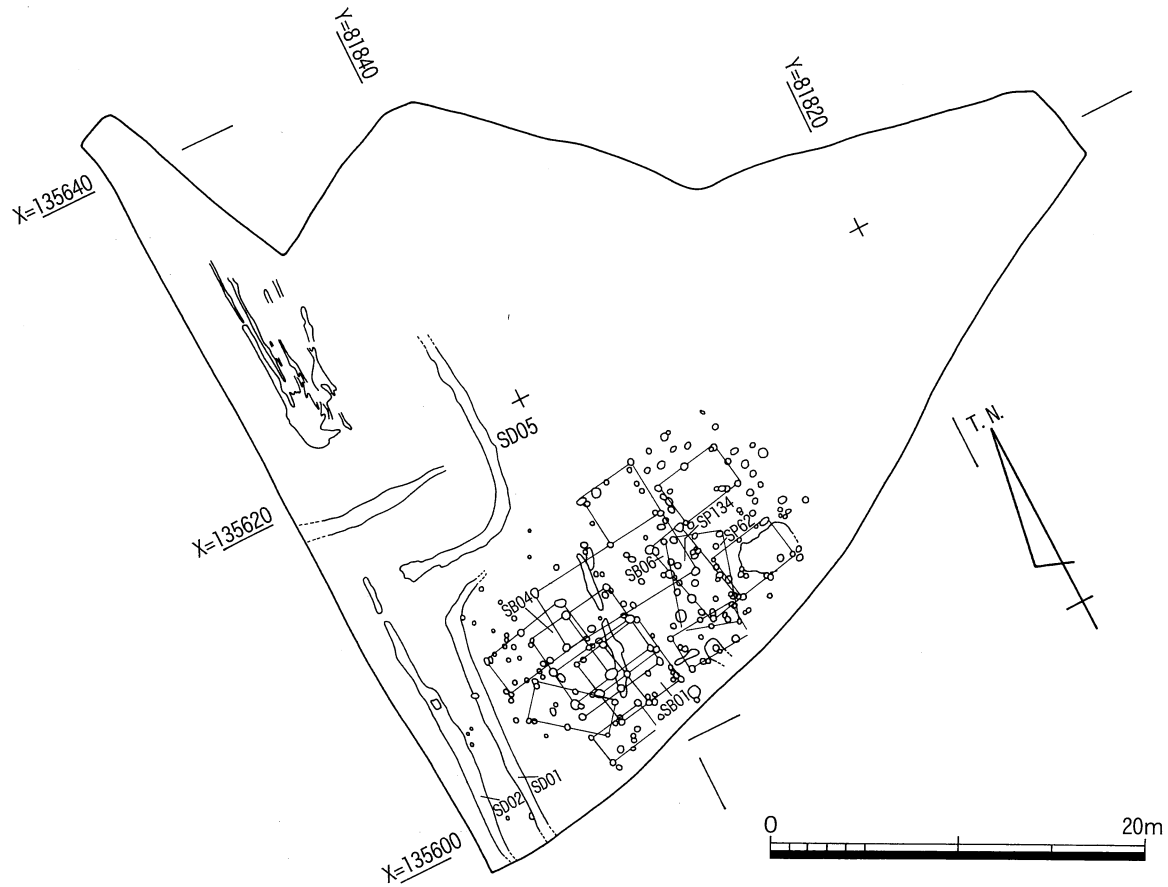 Y=81840
Y=81820
X=135640
T. N.
SD05
X=135620
SP134
SP62
SB06
SB04
SB01
SD01
SD02
X=135600
0
20m